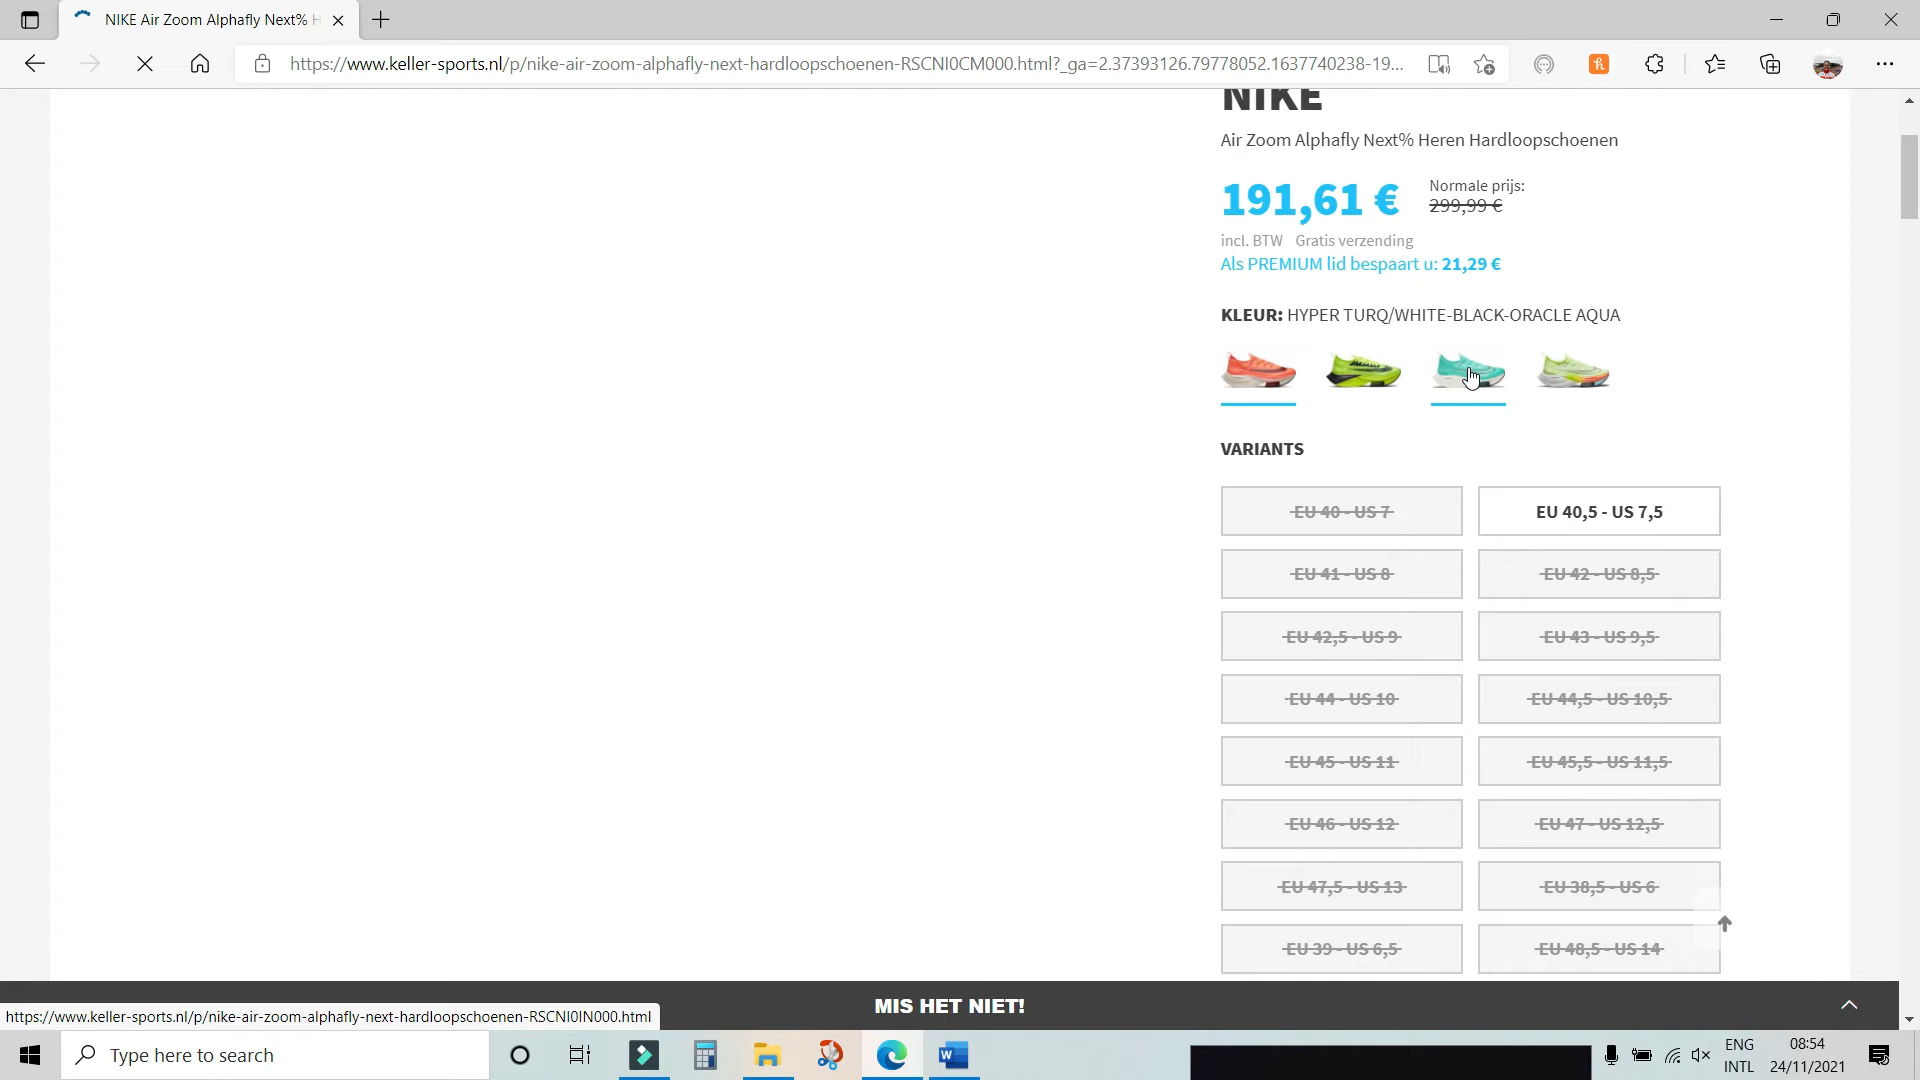 NIKE Air Zoom Alphafly Next% H
https://www.keller-sports.nl/p/nike-air-zoom-alphafly-next-hardloopschoenen-RSCNI0CM000.html?_ga=2.37393126.79778052.1637740238-19...
NIKE
Air Zoom Alphafly Next% Heren Hardloopschoenen
191,61 €
Normale prijs:
299,99 €
incl. BTW Gratis verzending
Als PREMIUM lid bespaart u: 21,29 €
KLEUR: HYPER TURQ/WHITE-BLACK-ORACLE AQUA
VARIANTS
EU 40 - US 7
EU 40,5 - US 7,5
EU 41 - US 8
EU 42 - US 8,5
EU 42,5 - US 9
EU 43 - US 9,5
EU 44 - US 10
EU 44,5 - US 10,5
EU 45 - US 11
EU 45,5 - US 11,5
EU 46 - US 12
EU 47 - US 12,5
EU 47,5 - US 13
EU 38,5 - US 6
EU 39 - US 6,5
EU 48,5 - US 14
MIS HET NIET!
https://www.keller-sports.nl/p/nike-air-zoom-alphafly-next-hardloopschoenen-RSCNI0IN000.html
Type here to search
ENG
INTL
08:54
24/11/2021